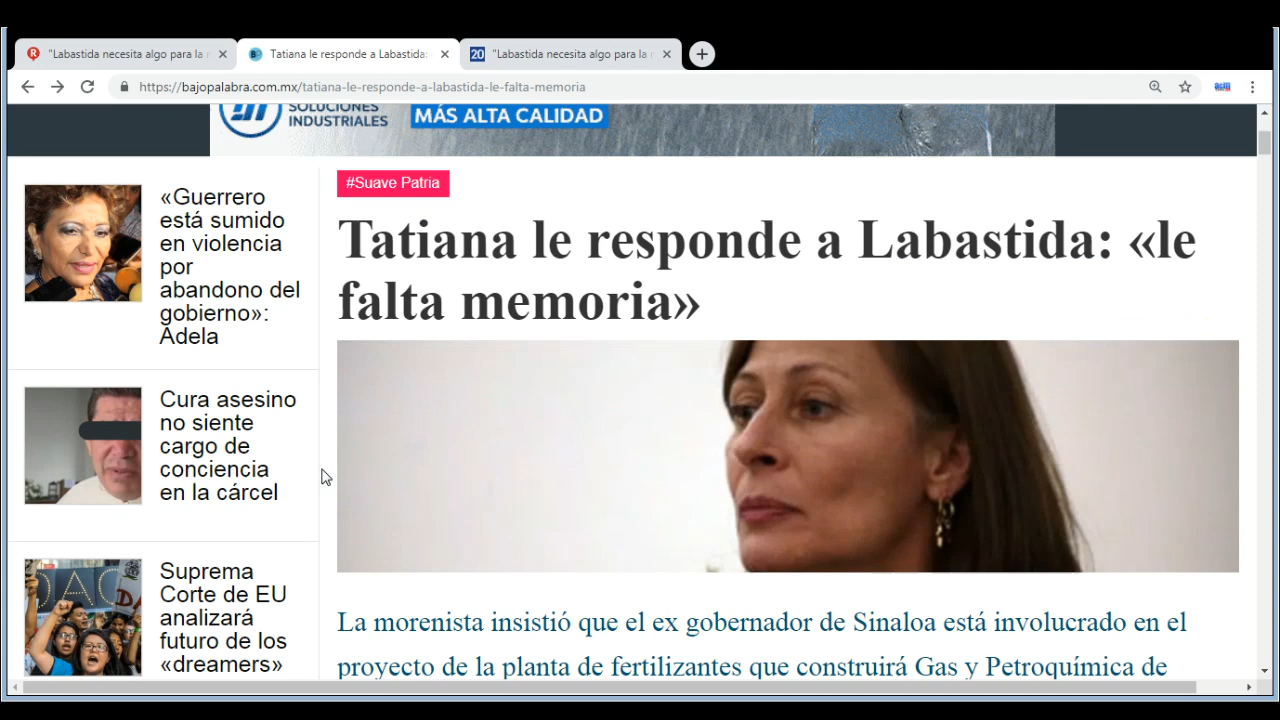 "Labastida necesita algo para la
Tatiana le responde a Labastida:
"Labastida necesita algo para la
https://bajopalabra.com.mx/tatiana-le-responde-a-labastida-le-falta-memoria
SOLUCIONES
INDUSTRIALES
MÁS ALTA CALIDAD
«Guerrero
está sumido
en violencia
por
abandono del
gobierno»:
Adela
Cura asesino
no siente
cargo de
conciencia
en la cárcel
Suprema
Corte de EU
analizará
futuro de los
«dreamers»
#Suave Patria
Tatiana le responde a Labastida: «le
falta memoria»
La morenista insistió que el ex gobernador de Sinaloa está involucrado en el
proyecto de la planta de fertilizantes que construirá Gas y Petroquímica de